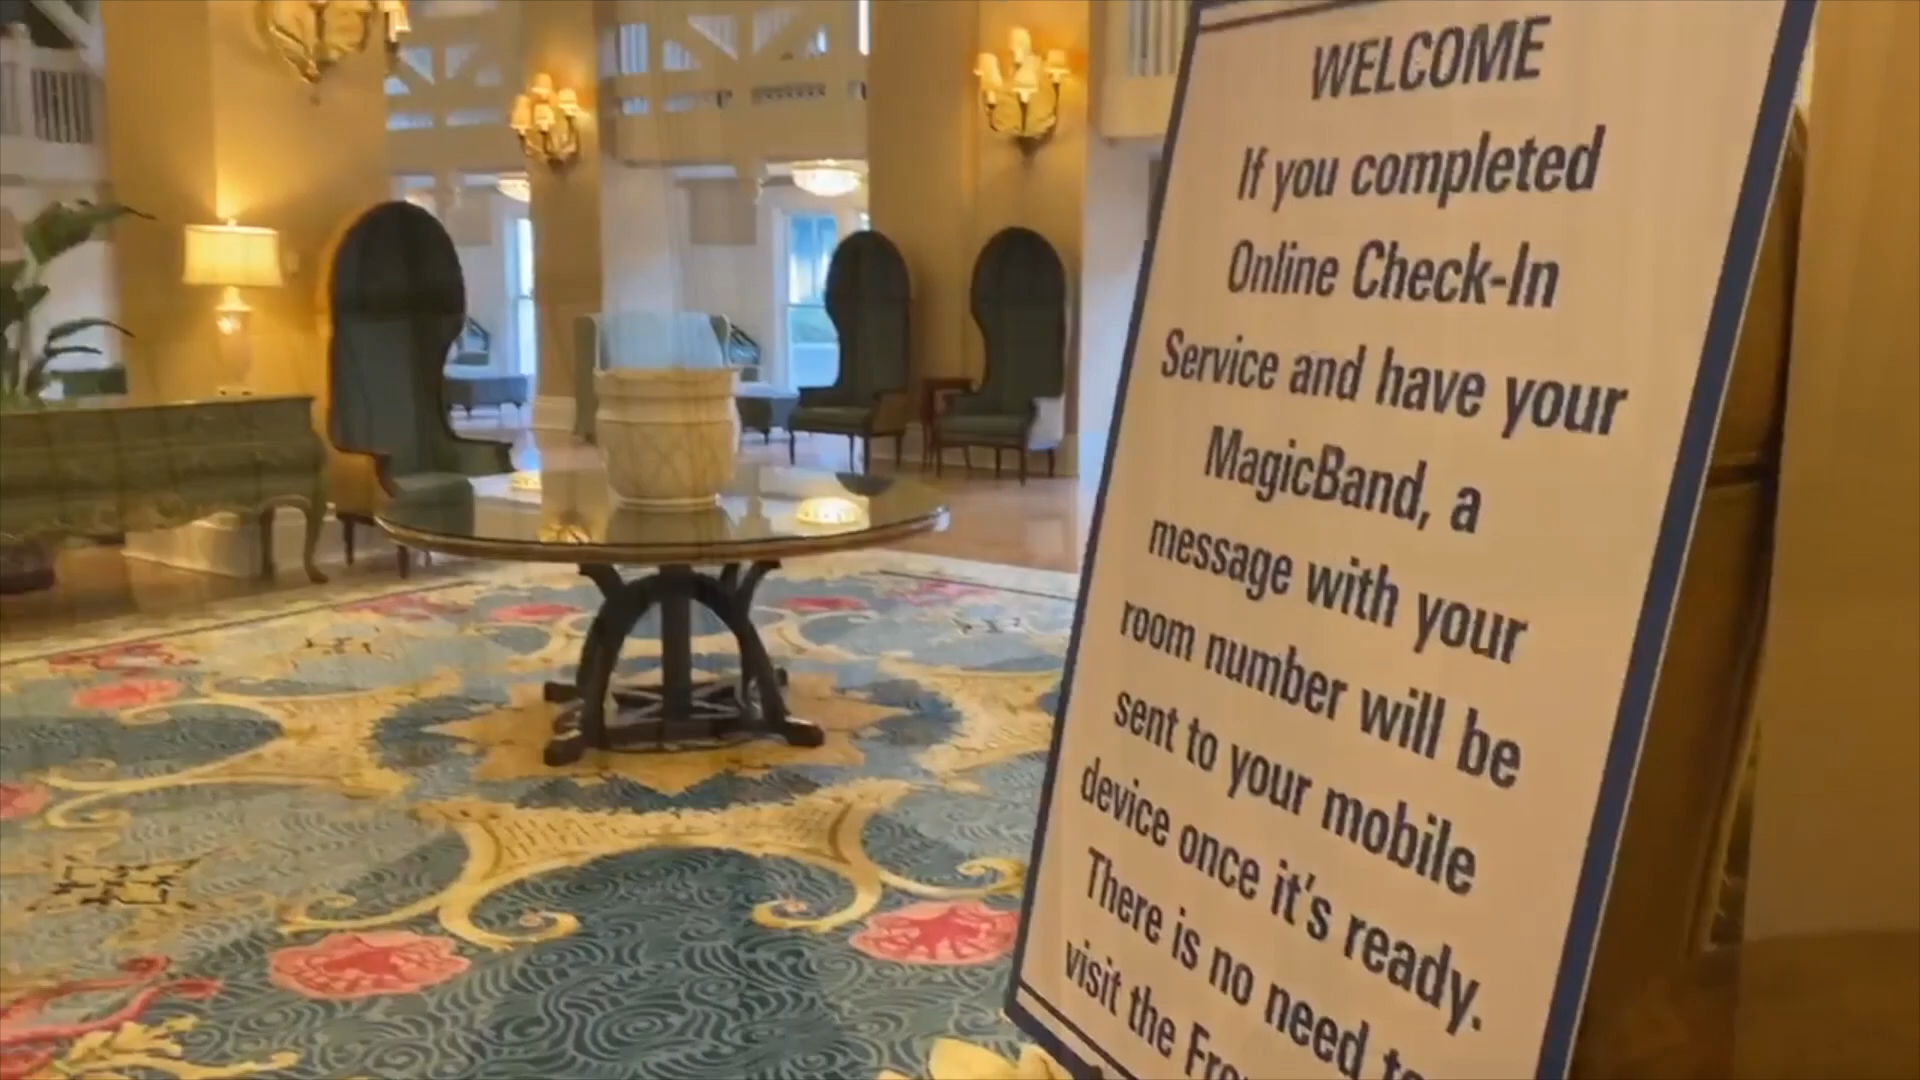 WELCOME
If you completed
Online Check-In
Service and have your
MagicBand, a
message with your
room number will be
sent to your mobile
device once it's ready.
There is no need to
visit the